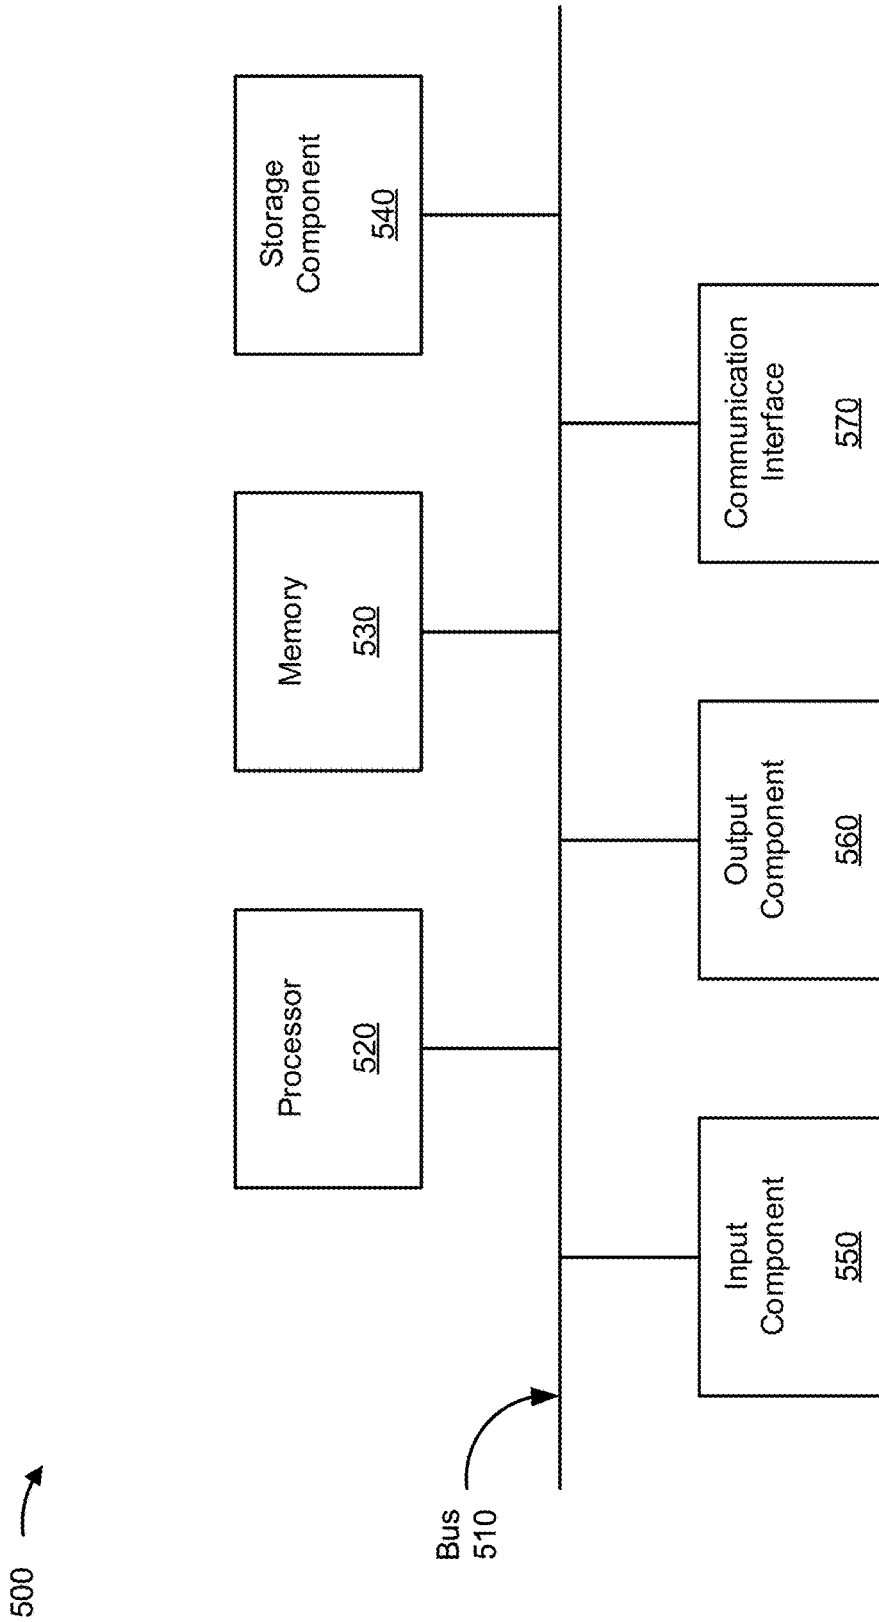 500
Processor
520
Memory
530
Storage
Component
540
Bus
510
Input
Component
550
Output
Component
560
Communication
Interface
570